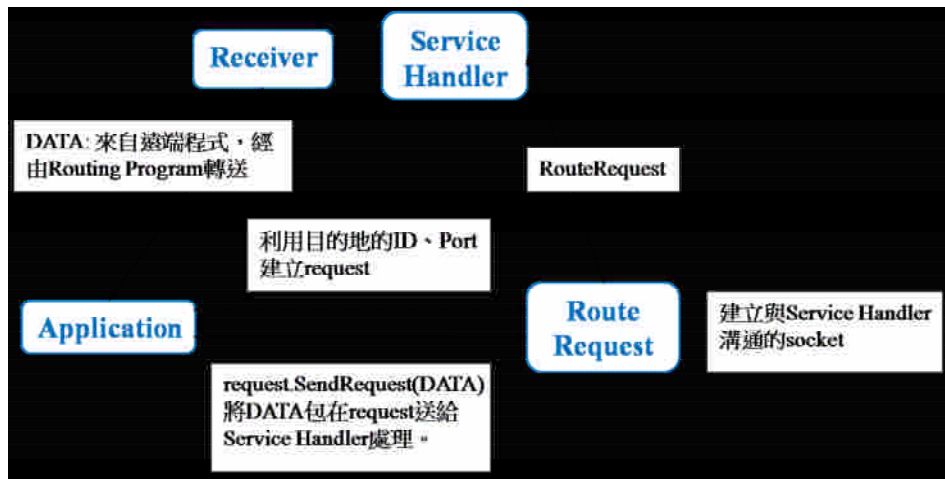 Receiver
Service
Handler
DATA: 來自遠端程式，經
由Routing Program轉送
RouteRequest
利用目的地的ID、Port
建立request
Application
Route
Request
建立與Service Handler
溝通的socket
request.SendRequest(DATA)
將DATA包在request送給
Service Handler處理。